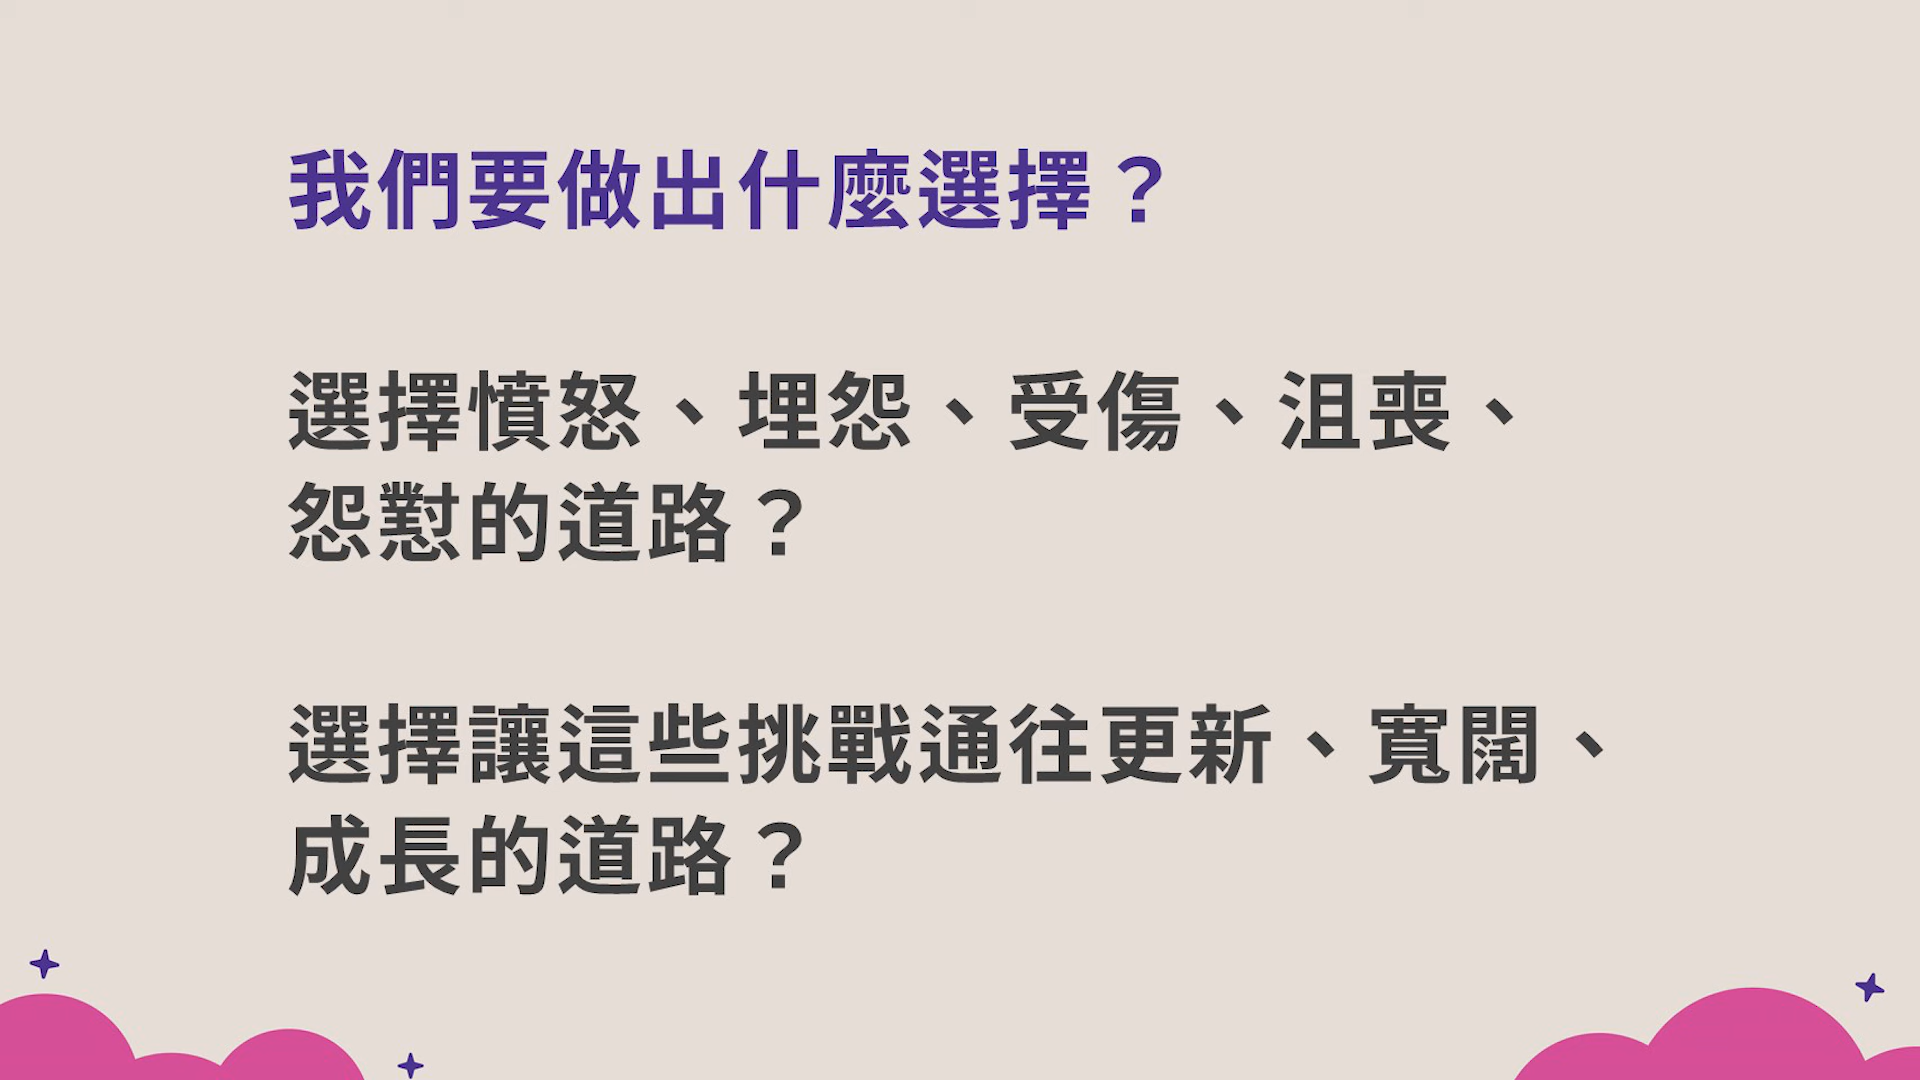 我們要做出什麼選擇？
選擇憤怒、埋怨、受傷、沮喪、
怨懟的道路？
選擇讓這些挑戰通往更新、寬闊、
成長的道路？